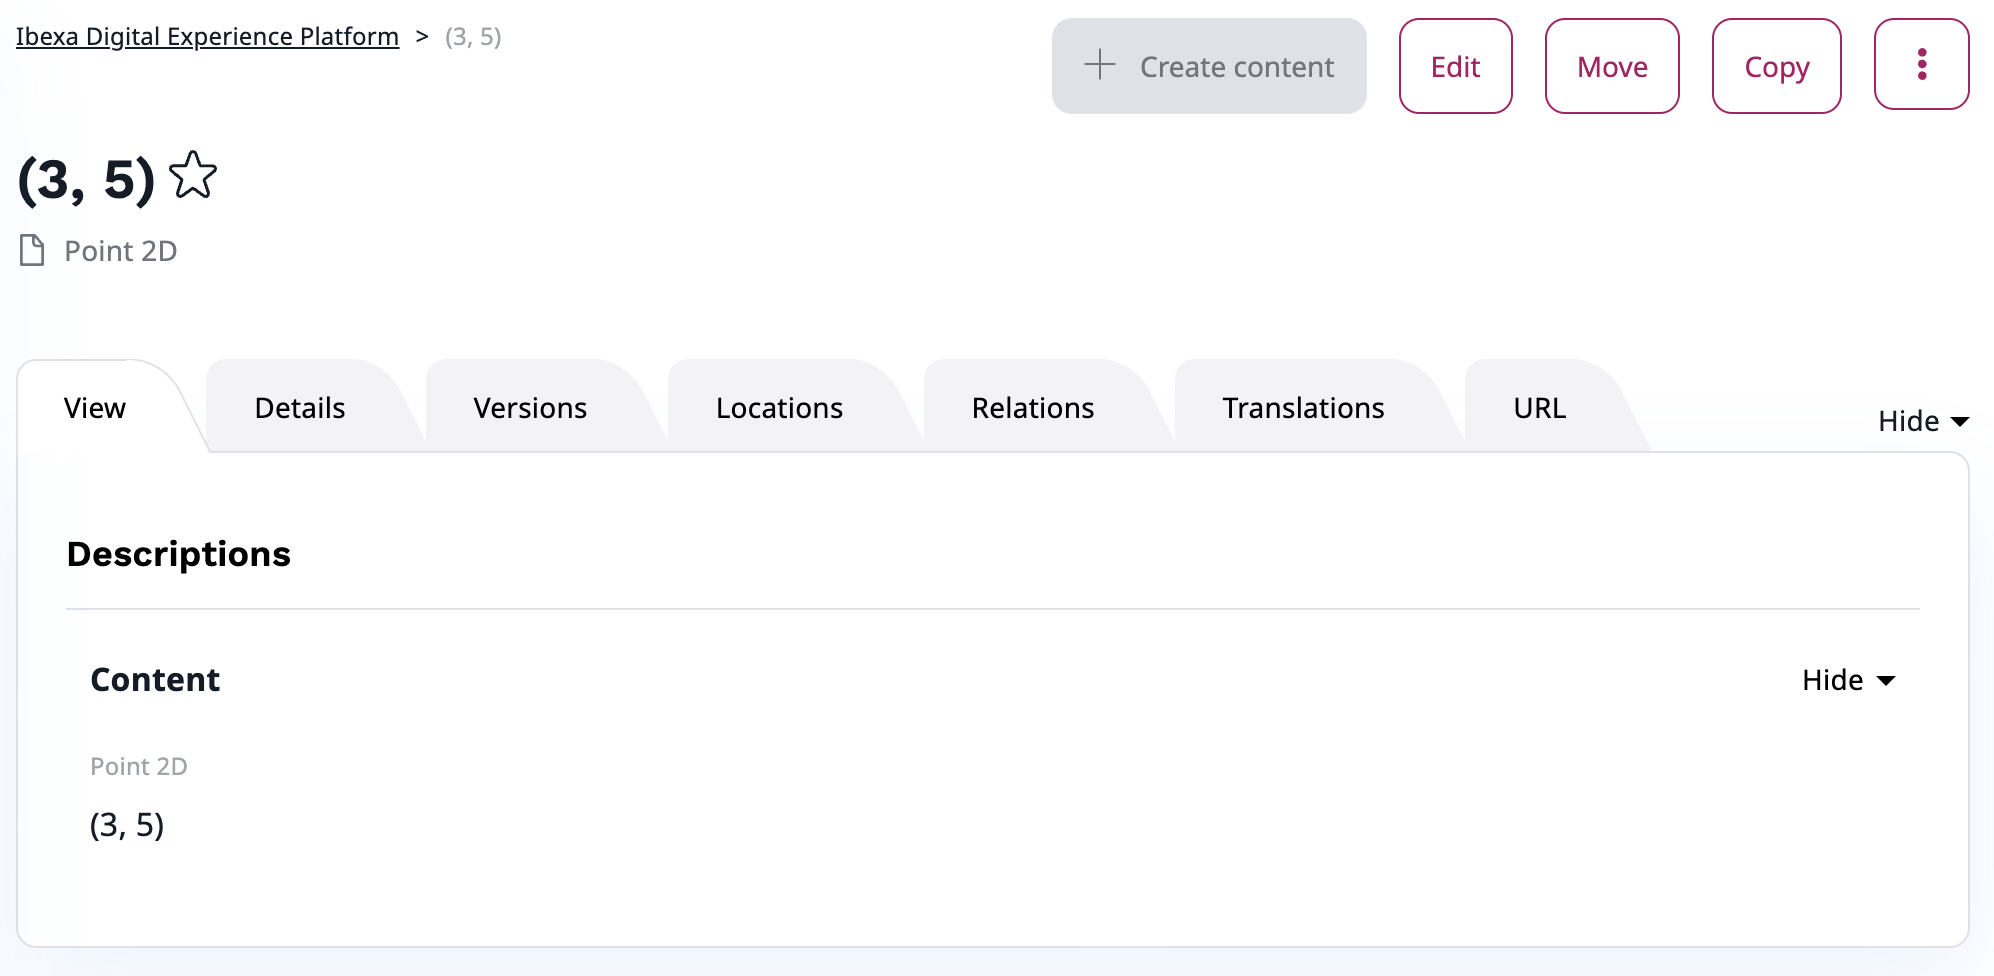 Ibexa Digital Experience Platform > (3, 5)
Create content
Edit
Move
Copy
(3, 5)
Point 2D
View
Details
Versions
Locations
Relations
Translations
URL
Hide
Descriptions
Content
Hide
Point 2D
(3, 5)